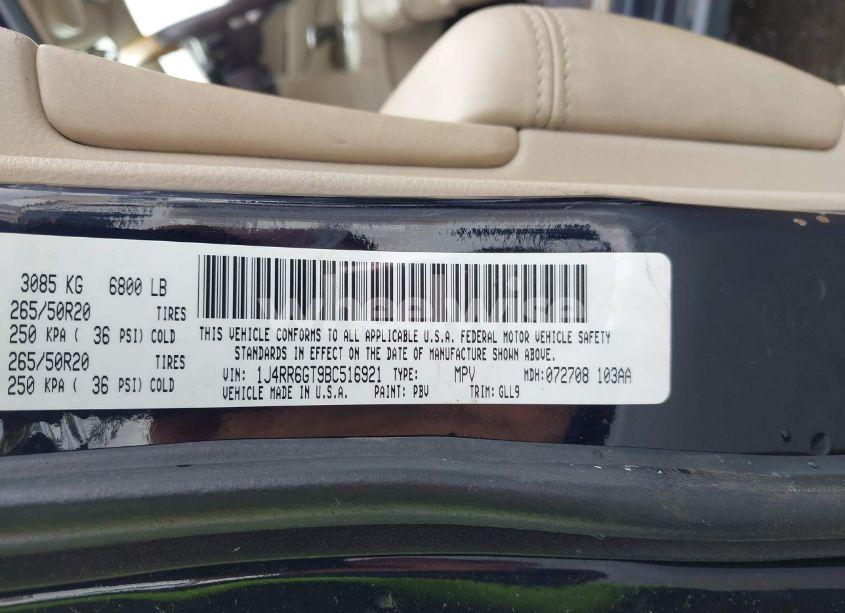 3085 KG 6800 LB
265/50R20 TIRES
250 KPA ( 36 PSI) COLD
265/50R20 TIRES
250 KPA ( 36 PSI) COLD
wheelwise
THIS VEHICLE CONFORMS TO ALL APPLICABLE U.S.A. FEDERAL MOTOR VEHICLE SAFETY
STANDARDS IN EFFECT ON THE DATE OF MANUFACTURE SHOWN ABOVE.
VIN: 1J4RR6GT9BC516921 TYPE: MPV MDH: 072708 103AA
VEHICLE MADE IN U.S.A. PAINT: PBV TRIM: GLL9